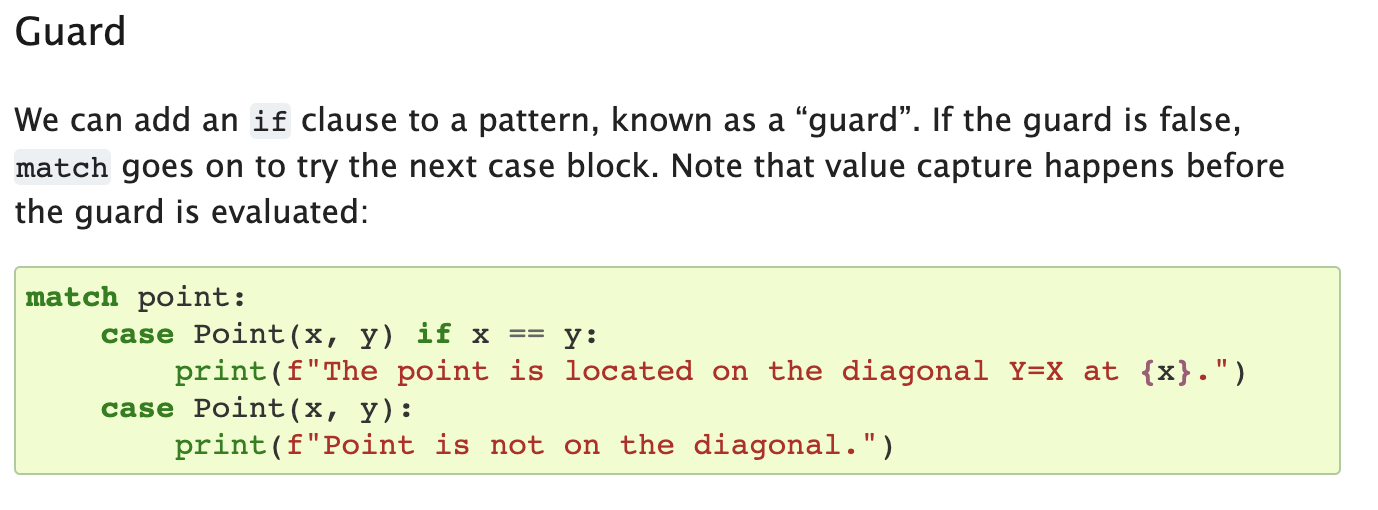 Guard
We can add an if clause to a pattern, known as a “guard”. If the guard is false,
match goes on to try the next case block. Note that value capture happens before
the guard is evaluated:
match point:
    case Point(x, y) if x == y:
        print(f"The point is located on the diagonal Y=X at {x}.")
    case Point(x, y):
        print(f"Point is not on the diagonal.")